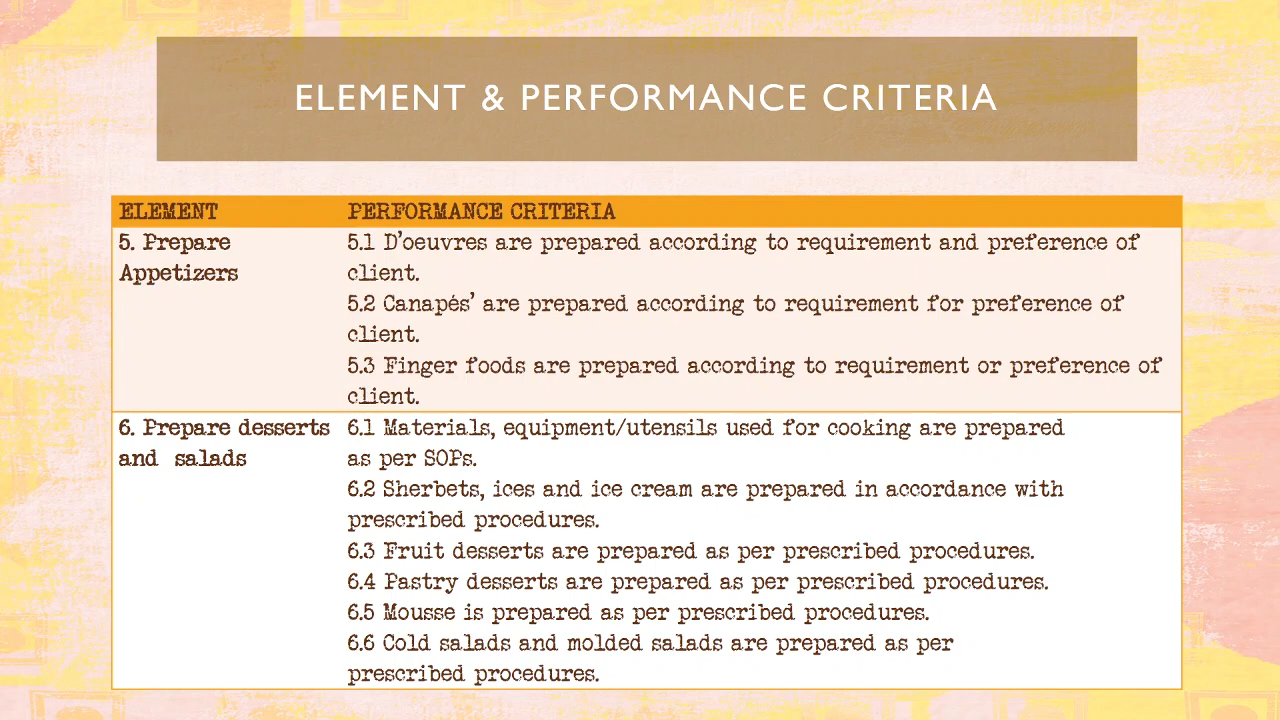 ELEMENT & PERFORMANCE CRITERIA
ELEMENT PERFORMANCE CRITERIA
5. Prepare
Appetizers
5.1 D’oeuvres are prepared according to requirement and preference of
client.
5.2 Canapés’ are prepared according to requirement for preference of
client.
5.3 Finger foods are prepared according to requirement or preference of
client.
6. Prepare desserts
and salads
6.1 Materials, equipment/utensils used for cooking are prepared
as per SOPs.
6.2 Sherbets, ices and ice cream are prepared in accordance with
prescribed procedures.
6.3 Fruit desserts are prepared as per prescribed procedures.
6.4 Pastry desserts are prepared as per prescribed procedures.
6.5 Mousse is prepared as per prescribed procedures.
6.6 Cold salads and molded salads are prepared as per
prescribed procedures.